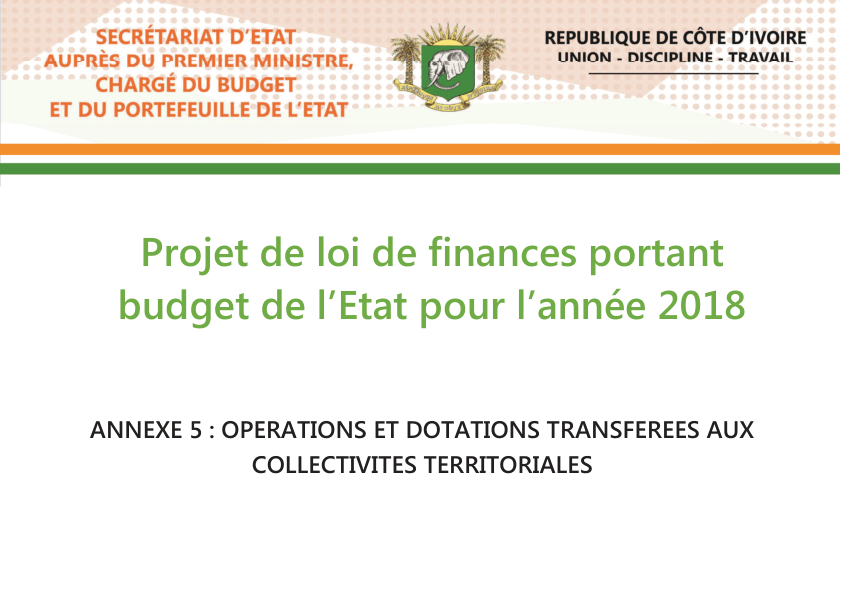 SECRÉTARIAT D'ETAT
AUPRÈS DU PREMIER MINISTRE,
CHARGÉ DU BUDGET
ET DU PORTEFEUILLE DE L'ETAT
REPUBLIQUE DE CÔTE D'IVOIRE
UNION - DISCIPLINE - TRAVAIL
Projet de loi de finances portant
budget de l'Etat pour l'année 2018
ANNEXE 5 : OPERATIONS ET DOTATIONS TRANSFEREES AUX
COLLECTIVITES TERRITORIALES